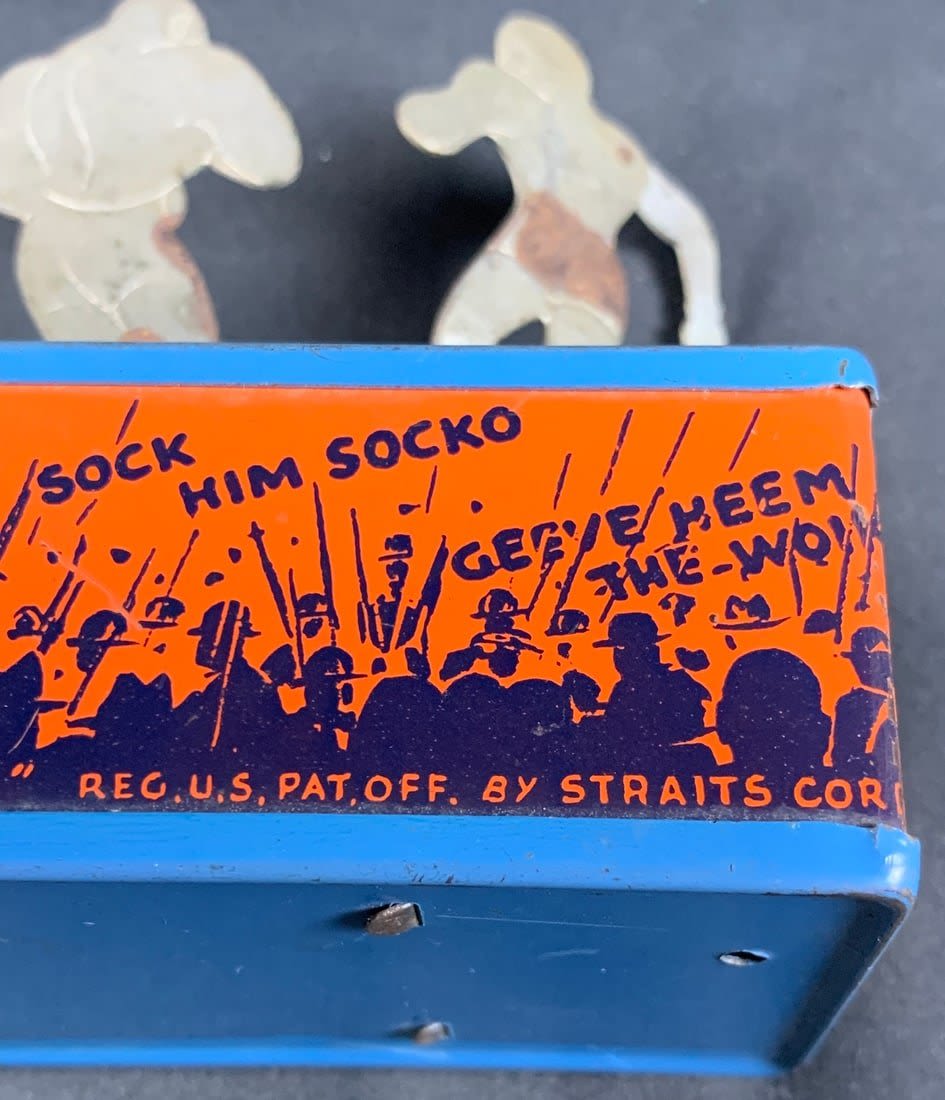 SOCK
HIM SOCKO
GEEVE HEEM
THE-WO
" REG.U.S. PAT.OFF. BY STRAITS COR